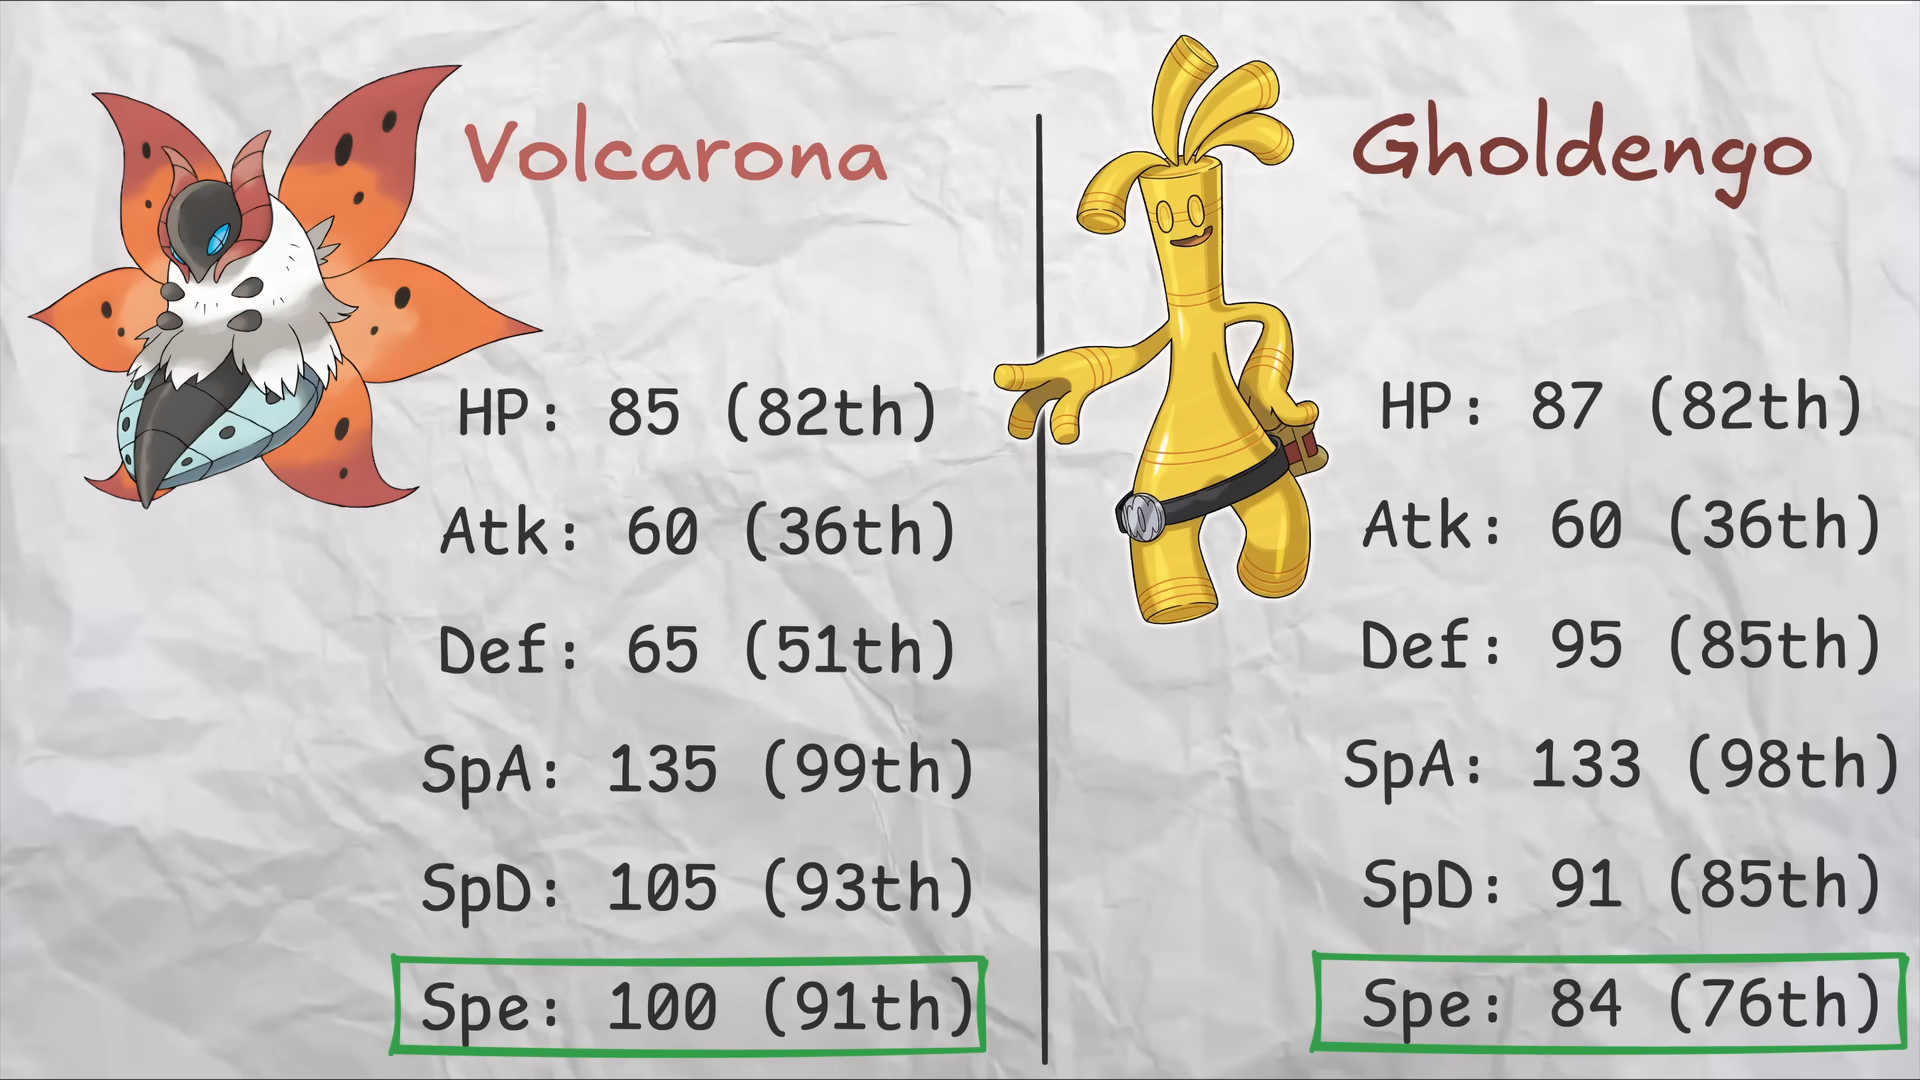 Volcarona
HP: 85 (82th)
Atk: 60 (36th)
Def: 65 (51th)
SpA: 135 (99th)
SpD: 105 (93th)
Spe: 100 (91th)
Gholdengo
HP: 87 (82th)
Atk: 60 (36th)
Def: 95 (85th)
SpA: 133 (98th)
SpD: 91 (85th)
Spe: 84 (76th)